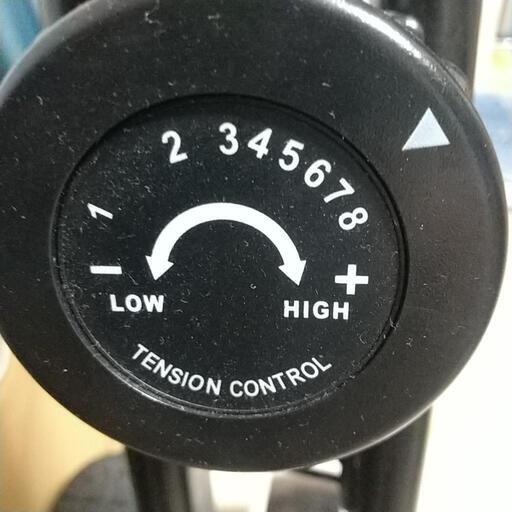 1 2 3 4 5 6 7 8
− +
LOW HIGH
TENSION CONTROL